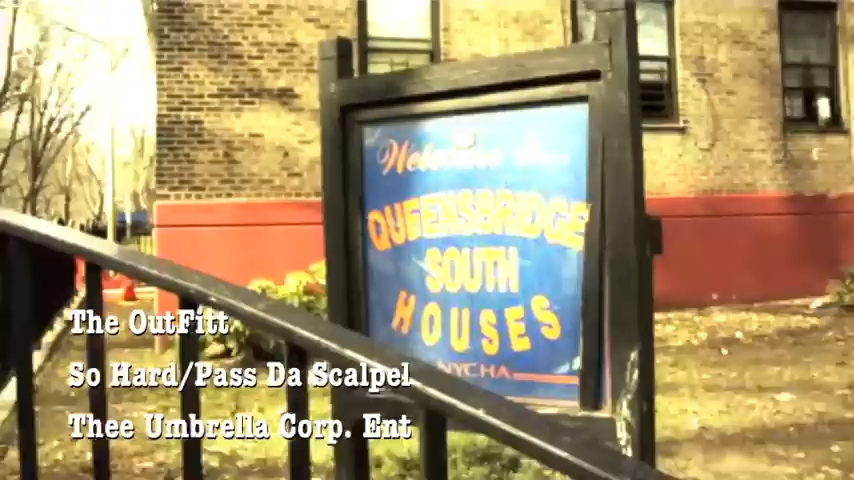 Welcome to
QUEENSBRIDGE
SOUTH
HOUSES
NYCHA
The OutFitt
So Hard/Pass Da Scalpel
Thee Umbrella Corp. Ent